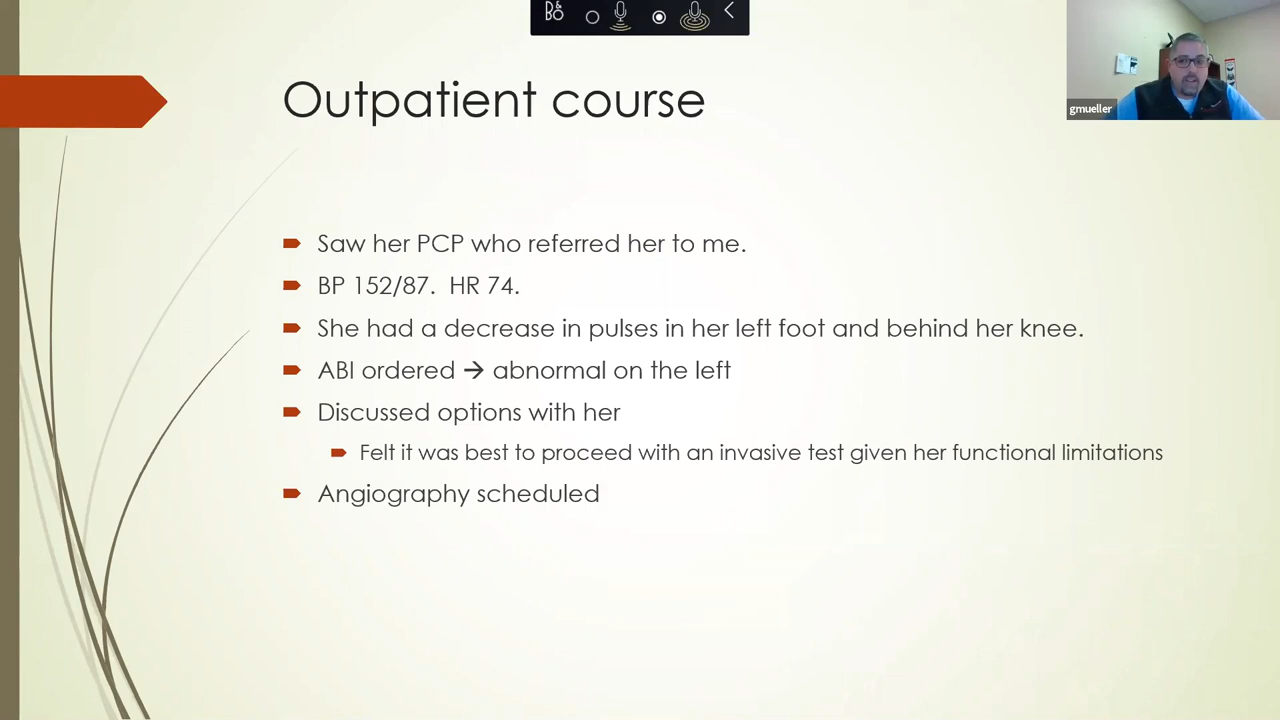 B&O
Outpatient course
gmueller
Saw her PCP who referred her to me.
BP 152/87.  HR 74.
She had a decrease in pulses in her left foot and behind her knee.
ABI ordered → abnormal on the left
Discussed options with her
Felt it was best to proceed with an invasive test given her functional limitations
Angiography scheduled